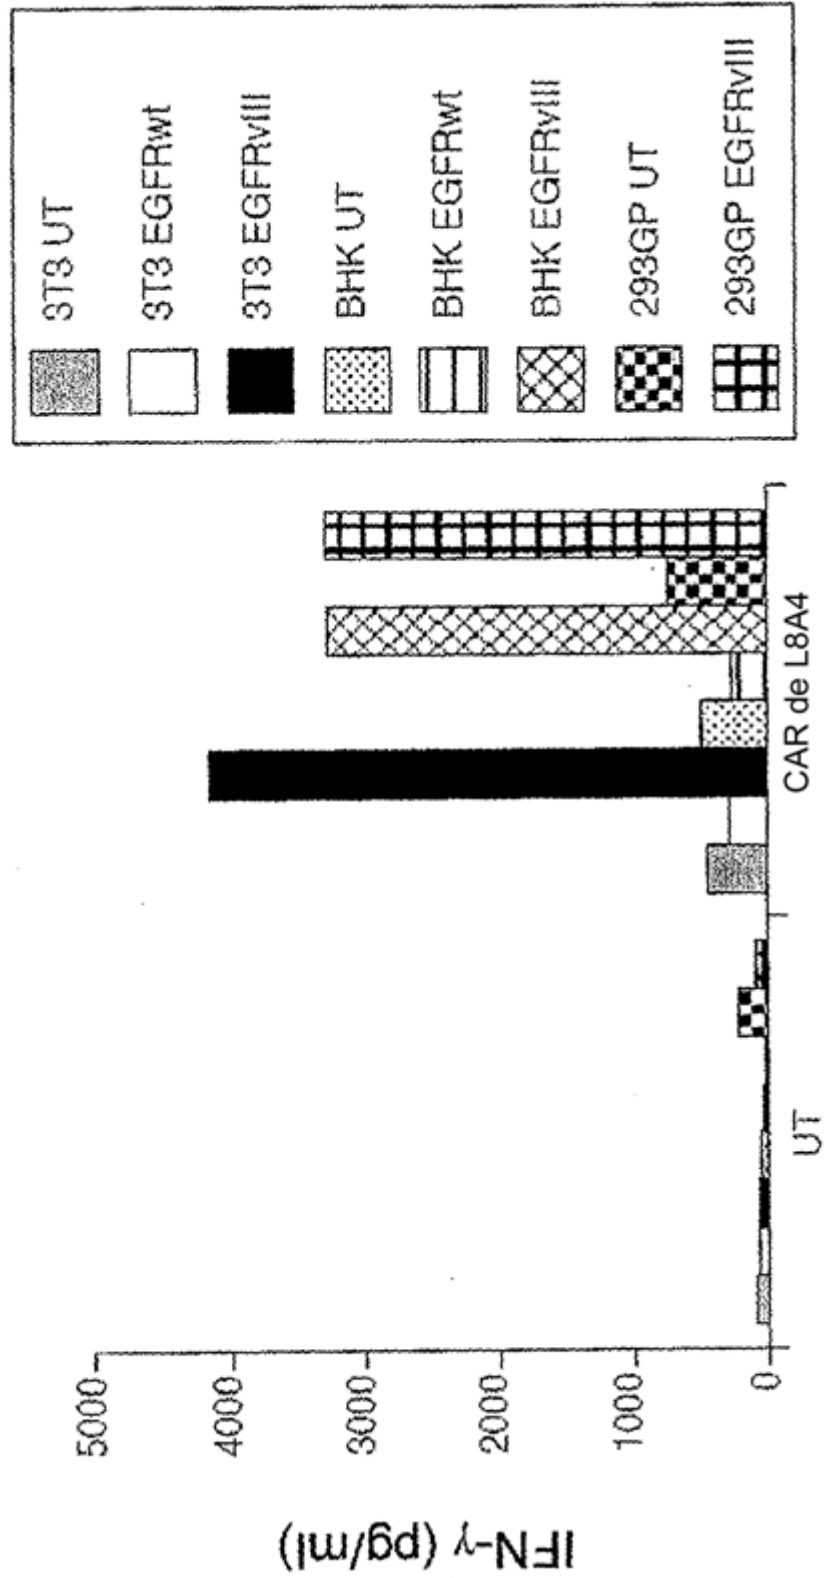 IFN-γ (pg/ml)
5000
4000
3000
2000
1000
0
UT
CAR de L8A4
3T3 UT
3T3 EGFRwt
3T3 EGFRvIII
BHK UT
BHK EGFRwt
BHK EGFRvIII
293GP UT
293GP EGFRvIII